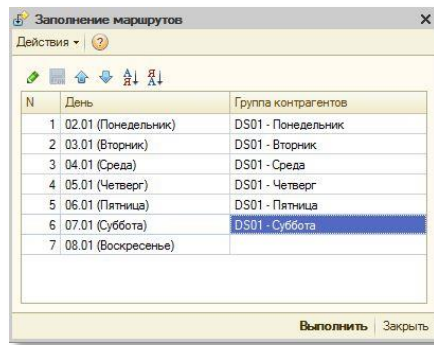 Заполнение маршрутов
Действия
N День Группа контрагентов
1 02.01 (Понедельник) DS01 - Понедельник
2 03.01 (Вторник) DS01 - Вторник
3 04.01 (Среда) DS01 - Среда
4 05.01 (Четверг) DS01 - Четверг
5 06.01 (Пятница) DS01 - Пятница
6 07.01 (Суббота) DS01 - Суббота
7 08.01 (Воскресенье)
Выполнить Закрыть